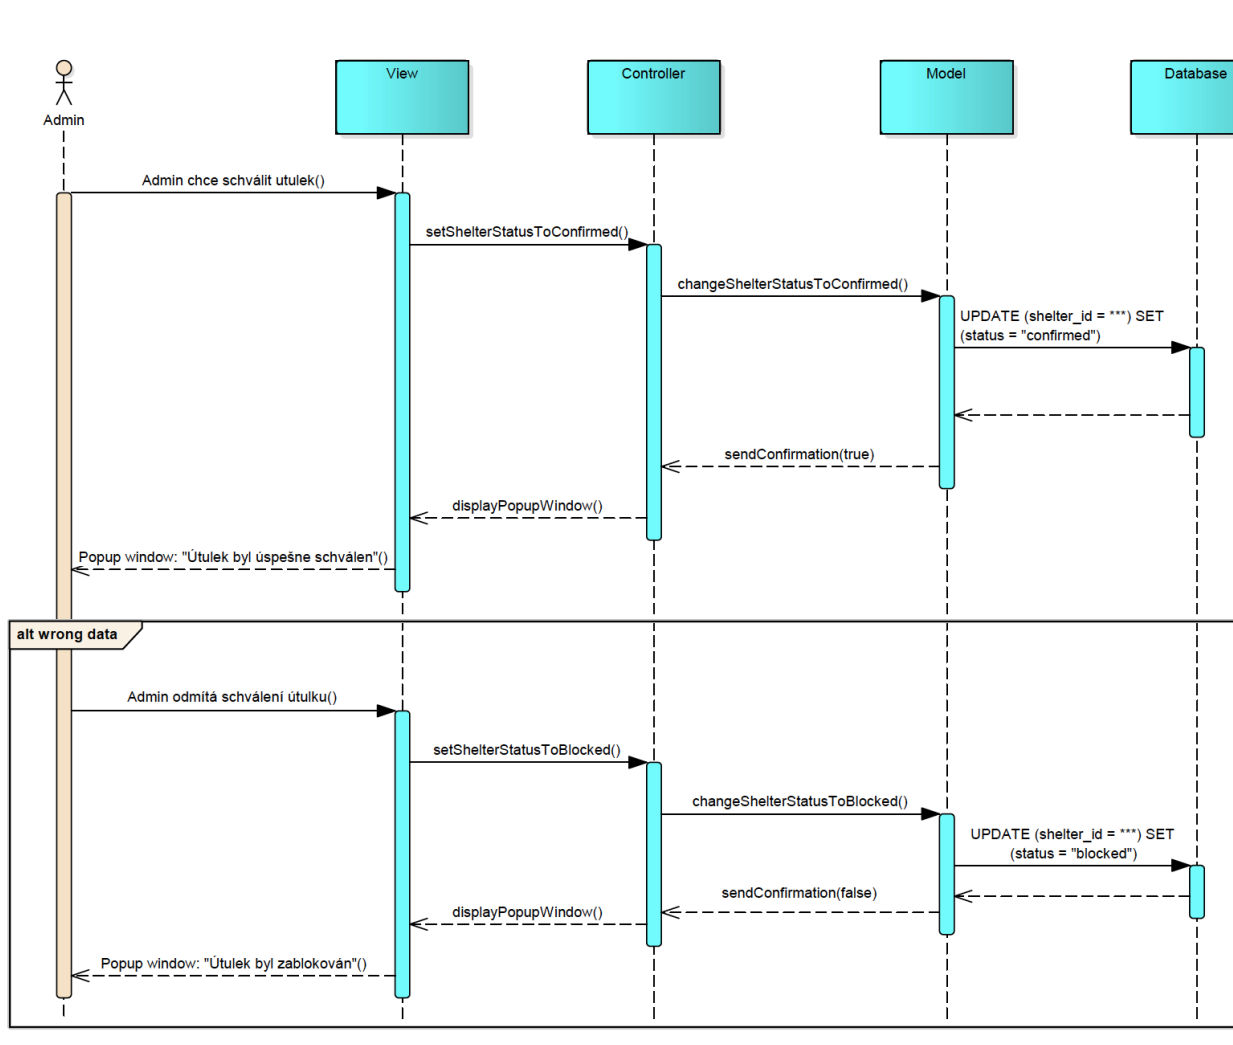 View
Controller
Model
Database
Admin
Admin chce schválit utulek()
setShelterStatusToConfirmed()
changeShelterStatusToConfirmed()
UPDATE (shelter_id = ***) SET
(status = "confirmed")
sendConfirmation(true)
displayPopupWindow()
Popup window: "Útulek byl úspešne schválen"()
alt wrong data
Admin odmítá schválení útulku()
setShelterStatusToBlocked()
changeShelterStatusToBlocked()
UPDATE (shelter_id = ***) SET
(status = "blocked")
sendConfirmation(false)
displayPopupWindow()
Popup window: "Útulek byl zablokován"()